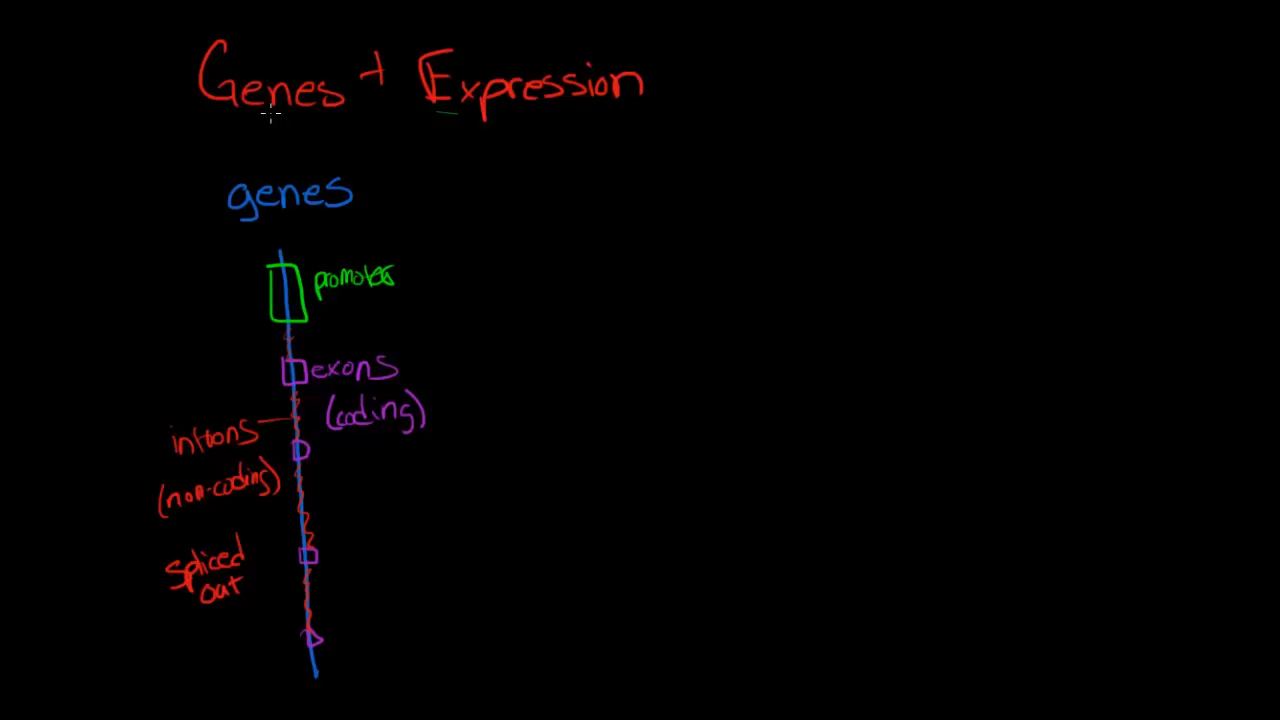 Genes + Expression
genes
promoter
exons
(coding)
introns
(non-coding)
spliced
out